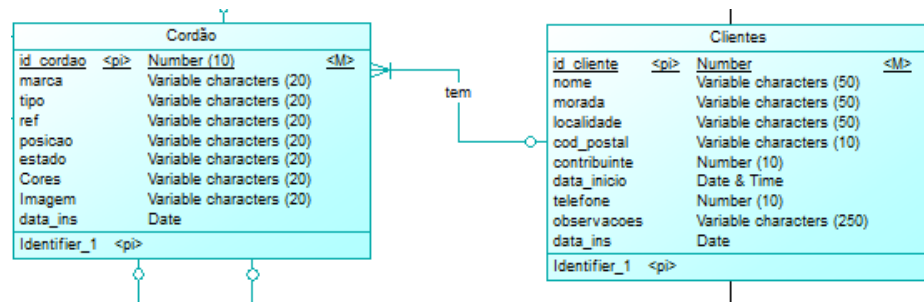 Cordão
id_cordao <pi> Number (10) <M>
marca Variable characters (20)
tipo Variable characters (20)
ref Variable characters (20)
posicao Variable characters (20)
estado Variable characters (20)
Cores Variable characters (20)
Imagem Variable characters (20)
data_ins Date
Identifier_1 <pi>
tem
Clientes
id_cliente <pi> Number <M>
nome Variable characters (50)
morada Variable characters (50)
localidade Variable characters (50)
cod_postal Variable characters (10)
contribuinte Number (10)
data_inicio Date & Time
telefone Number (10)
observacoes Variable characters (250)
data_ins Date
Identifier_1 <pi>